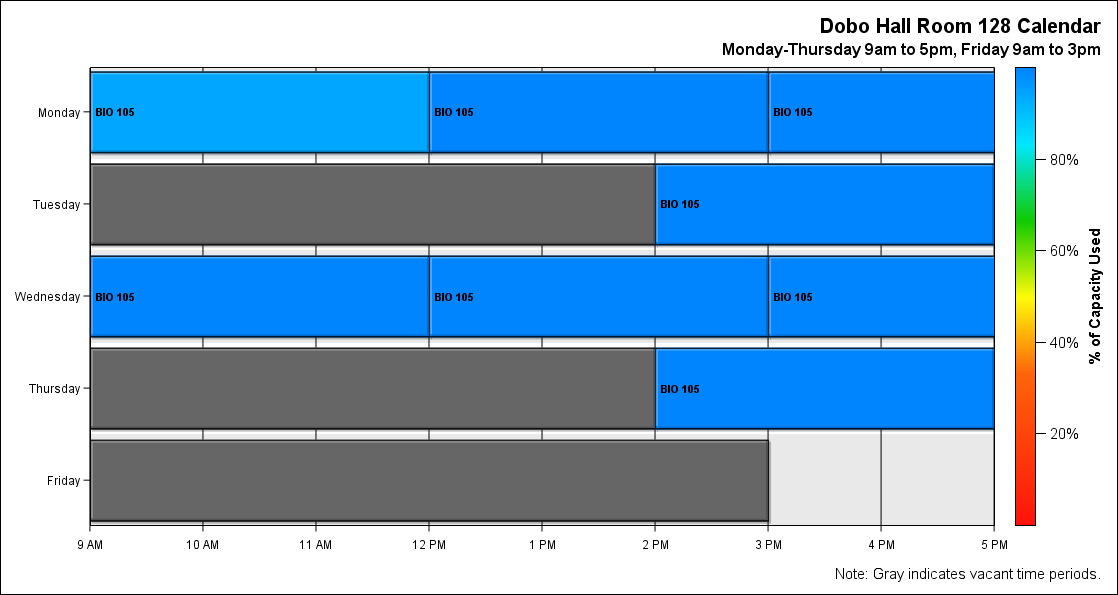 Dobo Hall Room 128 Calendar
Monday-Thursday 9am to 5pm, Friday 9am to 3pm
Monday
BIO 105 BIO 105 BIO 105
Tuesday
BIO 105
Wednesday
BIO 105 BIO 105 BIO 105
Thursday
BIO 105
Friday
9 AM 10 AM 11 AM 12 PM 1 PM 2 PM 3 PM 4 PM 5 PM
80%
60%
40%
20%
% of Capacity Used
Note: Gray indicates vacant time periods.